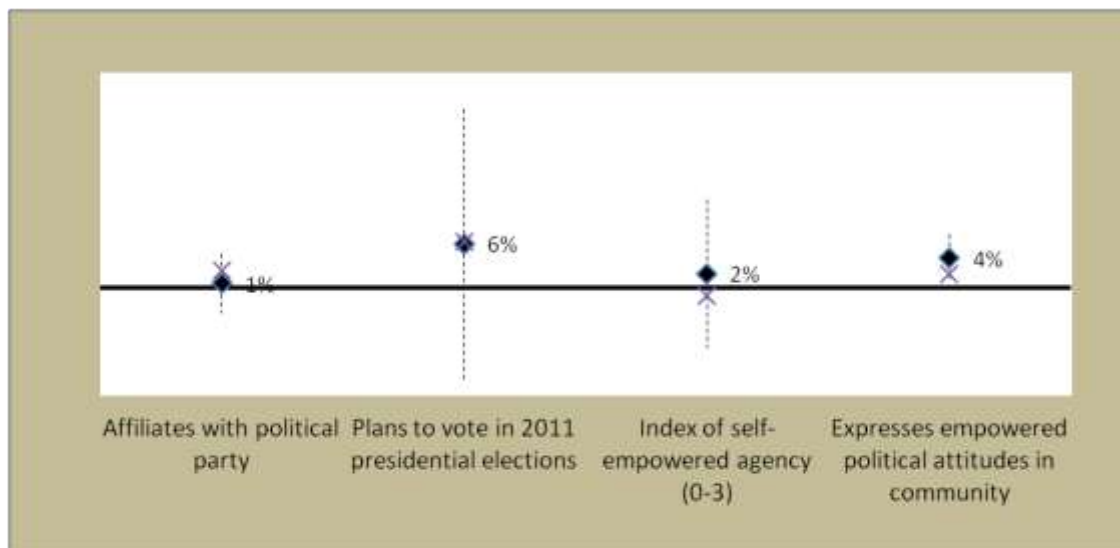 1%
6%
2%
4%
Affiliates with political
party
Plans to vote in 2011
presidential elections
Index of self-
empowered agency
(0-3)
Expresses empowered
political attitudes in
community